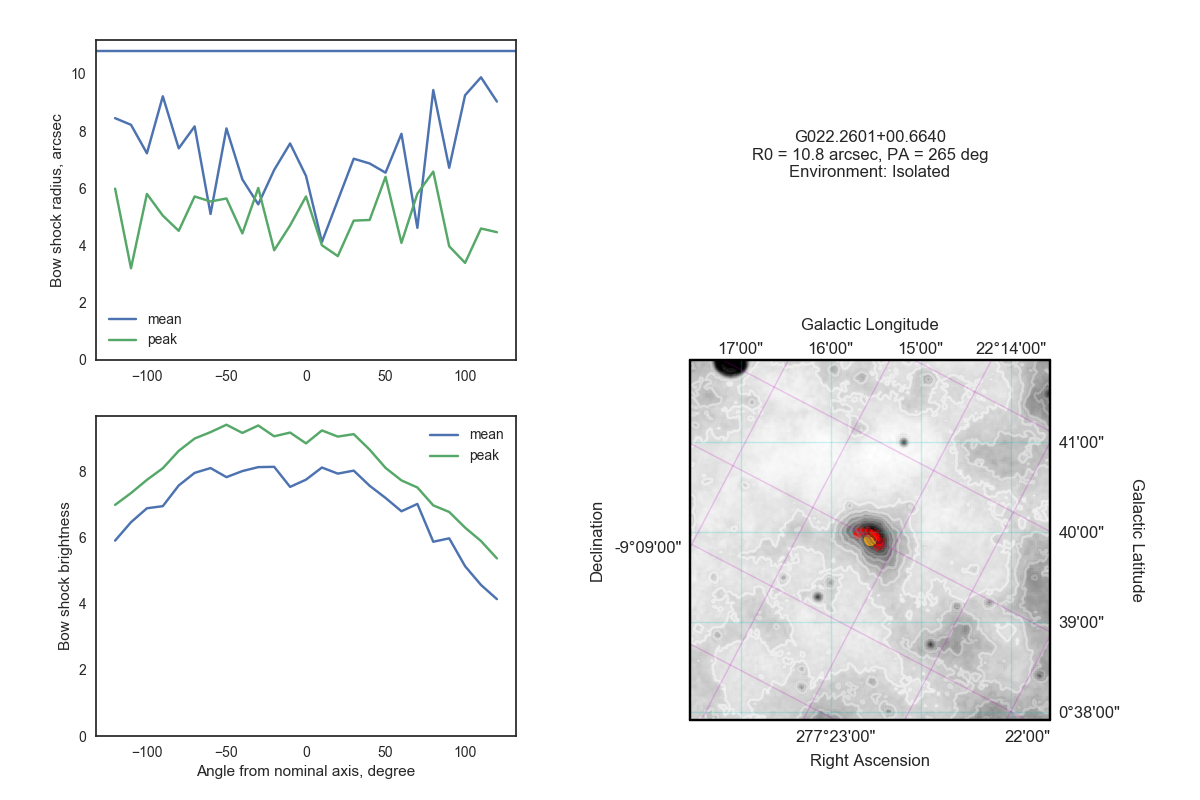 10
8
6
4
2
0
Bow shock radius, arcsec
mean
peak
−100
−50
0
50
100
8
6
4
2
0
Bow shock brightness
mean
peak
−100
−50
0
50
100
Angle from nominal axis, degree
G022.2601+00.6640
R0 = 10.8 arcsec, PA = 265 deg
Environment: Isolated
Galactic Longitude
17'00" 16'00" 15'00" 22°14'00"
41'00"
40'00"
39'00"
0°38'00"
Galactic Latitude
Declination
-9°09'00"
277°23'00" 22'00"
Right Ascension